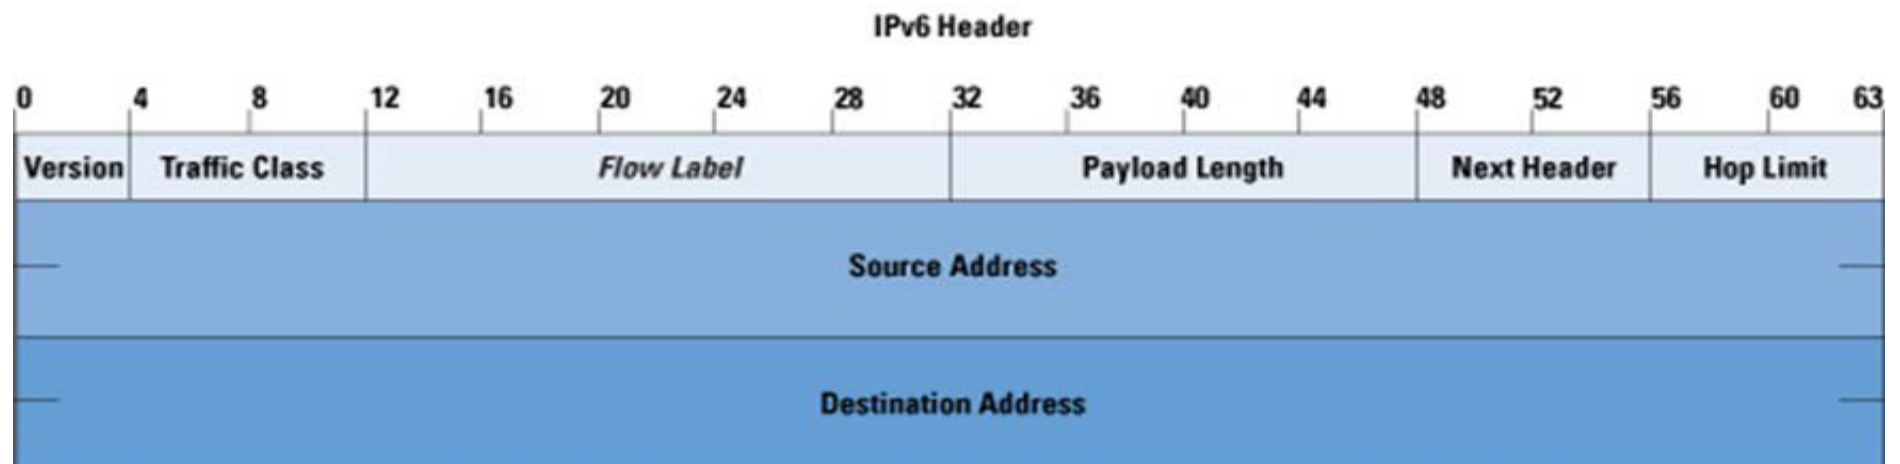 IPv6 Header
0 4 8 12 16 20 24 28 32 36 40 44 48 52 56 60 63
Version Traffic Class Flow Label Payload Length Next Header Hop Limit
Source Address
Destination Address